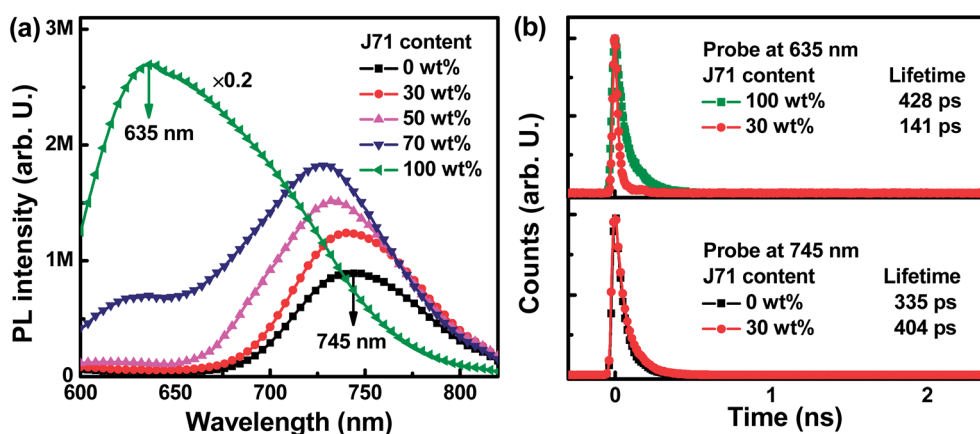 (a)
3M
2M
1M
0
PL intensity (arb. U.)
J71 content
0 wt%
30 wt%
50 wt%
70 wt%
100 wt%
×0.2
635 nm
745 nm
600 650 700 750 800
Wavelength (nm)
(b)
Counts (arb. U.)
Probe at 635 nm
J71 content Lifetime
100 wt% 428 ps
30 wt% 141 ps
Probe at 745 nm
J71 content Lifetime
0 wt% 335 ps
30 wt% 404 ps
0 1 2
Time (ns)